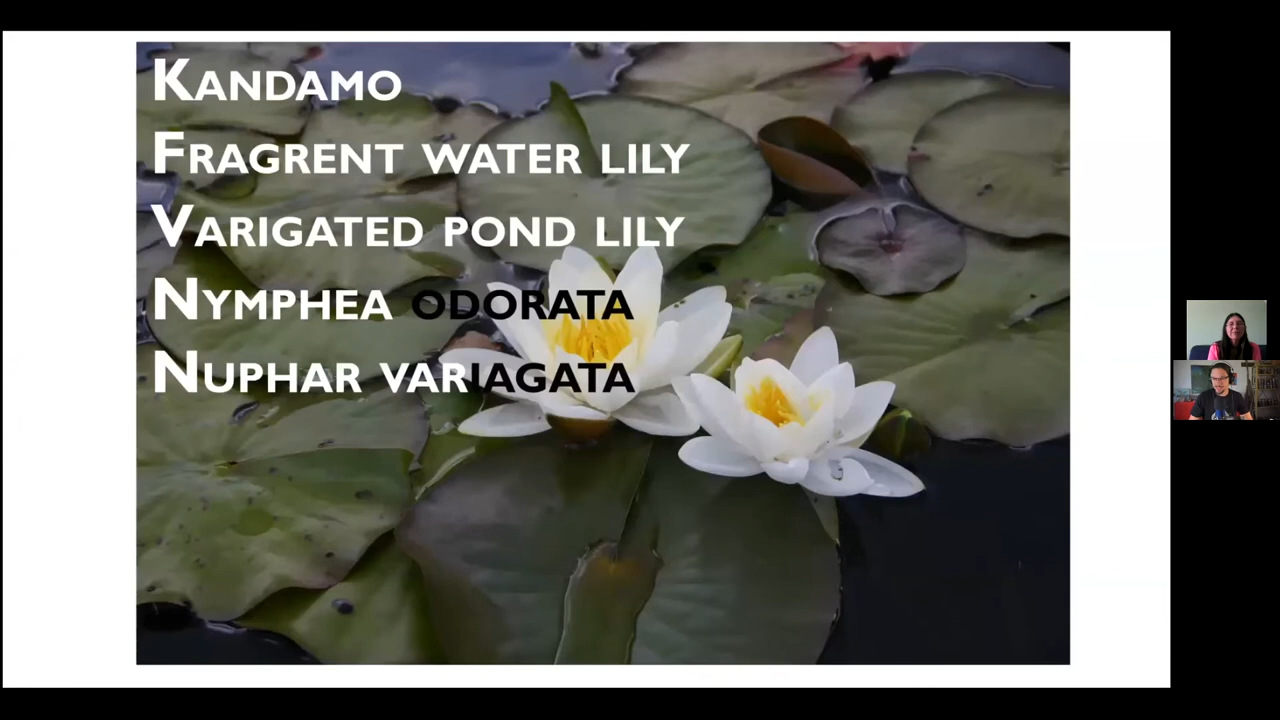 KANDAMO
FRAGRENT WATER LILY
VARIGATED POND LILY
NYMPHEA ODORATA
NUPHAR VARIAGATA